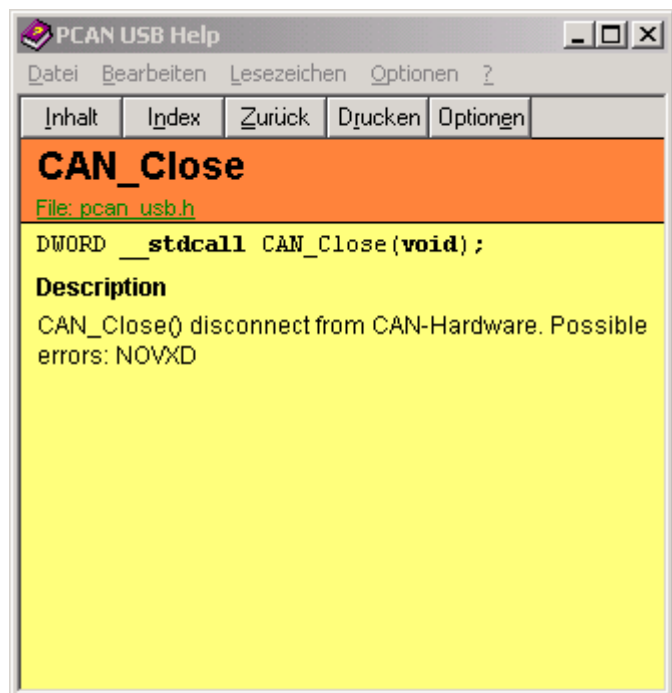 PCAN USB Help
Datei Bearbeiten Lesezeichen Optionen ?
Inhalt Index Zurück Drucken Optionen
CAN_Close
File: pcan_usb.h
DWORD __stdcall CAN_Close(void);
Description
CAN_Close() disconnect from CAN-Hardware. Possible
errors: NOVXD